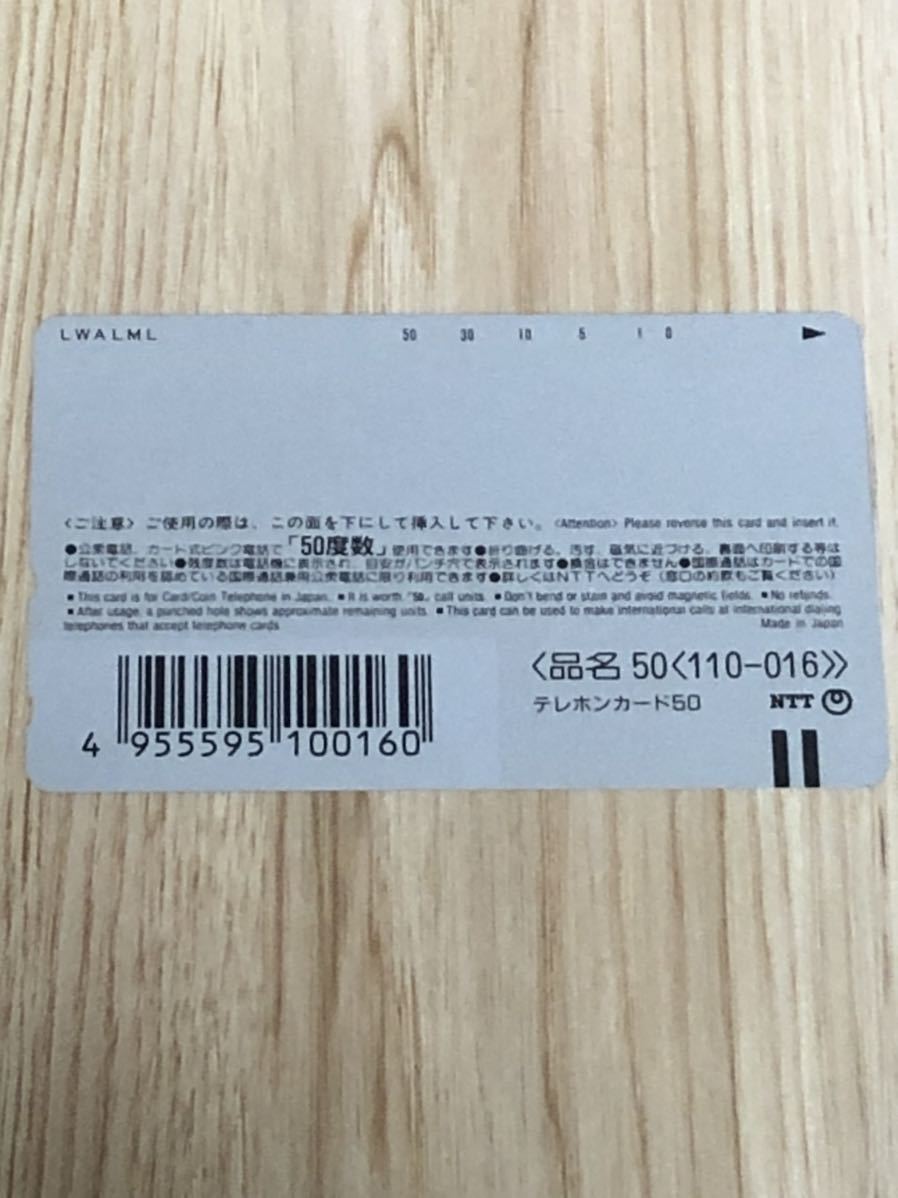 LWALML 50 30 10 5 1 0
〈ご注意〉ご使用の際は、この面を下にして挿入して下さい。〈Attention〉Please reverse this card and insert it.
●公衆電話、カード式ピンク電話で「50度数」使用できます●折り曲げる、汚す、磁気に近づける、裏面へ印刷する等は
しないでください●残度数は電話機に表示され、目安がパンチ穴で表示されます●換金はできません●国際通話はカードでの国
際通話の利用を認めている国際通話兼用公衆電話に限り利用できます●詳しくはNTTへどうぞ（窓口の約款もご覧ください）
■This card is for Card/Coin Telephone in Japan. ■It is worth "50" call units. ■Don't bend or stain and avoid magnetic fields. ■No refunds.
■After usage, a punched hole shows approximate remaining units. ■This card can be used to make international calls at international dialing
telephones that accept telephone cards Made in Japan
〈品名 50〈110-016〉〉
テレホンカード50 NTT
4 955595 100160